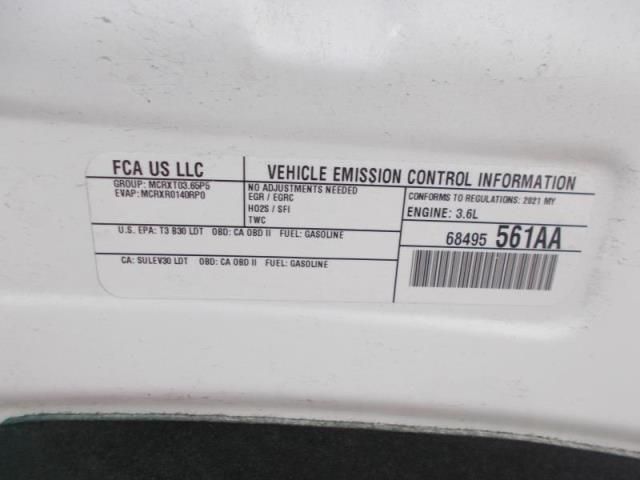 FCA US LLC
VEHICLE EMISSION CONTROL INFORMATION
GROUP: MCRXT03.65P5
EVAP: MCRXR0140RP0
NO ADJUSTMENTS NEEDED
EGR / EGRC
HO2S / SFI
TWC
CONFORMS TO REGULATIONS: 2021 MY
ENGINE: 3.6L
U.S. EPA: T3 B30 LDT OBD: CA OBD II FUEL: GASOLINE
68495 561AA
CA: SULEV30 LDT OBD: CA OBD II FUEL: GASOLINE